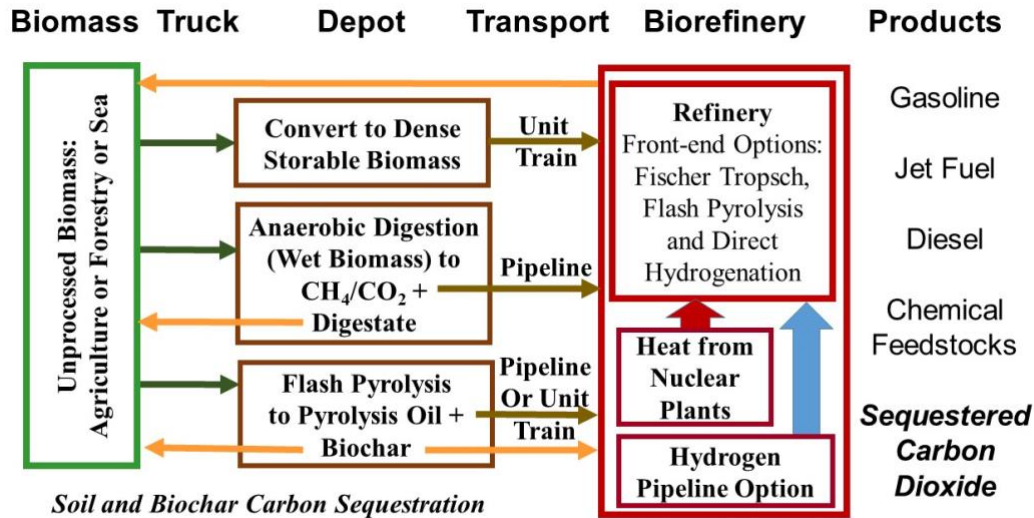 Biomass Truck Depot Transport Biorefinery Products
Unprocessed Biomass:
Agriculture or Forestry or Sea
Convert to Dense
Storable Biomass
Unit
Train
Anaerobic Digestion
(Wet Biomass) to
CH₄/CO₂ +
Digestate
Pipeline
Flash Pyrolysis
to Pyrolysis Oil +
Biochar
Pipeline
Or Unit
Train
Soil and Biochar Carbon Sequestration
Refinery
Front-end Options:
Fischer Tropsch,
Flash Pyrolysis
and Direct
Hydrogenation
Heat from
Nuclear
Plants
Hydrogen
Pipeline Option
Gasoline
Jet Fuel
Diesel
Chemical
Feedstocks
Sequestered
Carbon
Dioxide